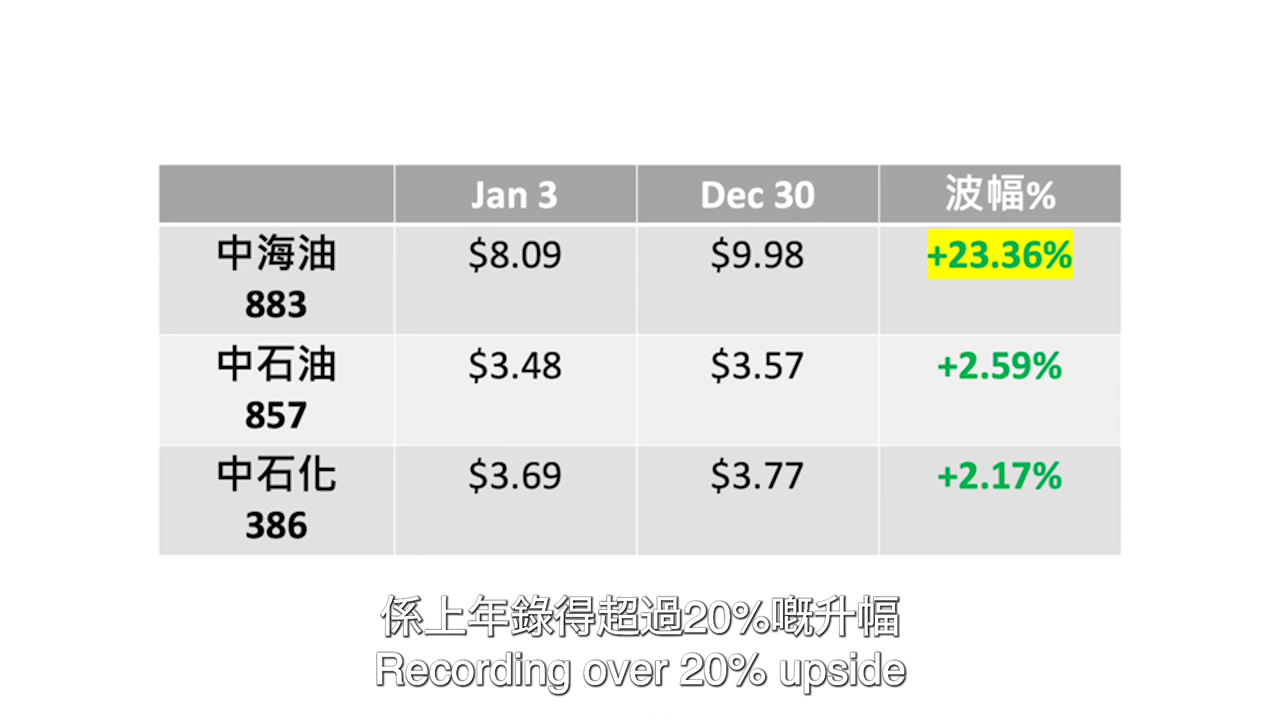 Jan 3 Dec 30 波幅%
中海油 $8.09 $9.98 +23.36%
883
中石油 $3.48 $3.57 +2.59%
857
中石化 $3.69 $3.77 +2.17%
386
係上年錄得超過20%嘅升幅
Recording over 20% upside